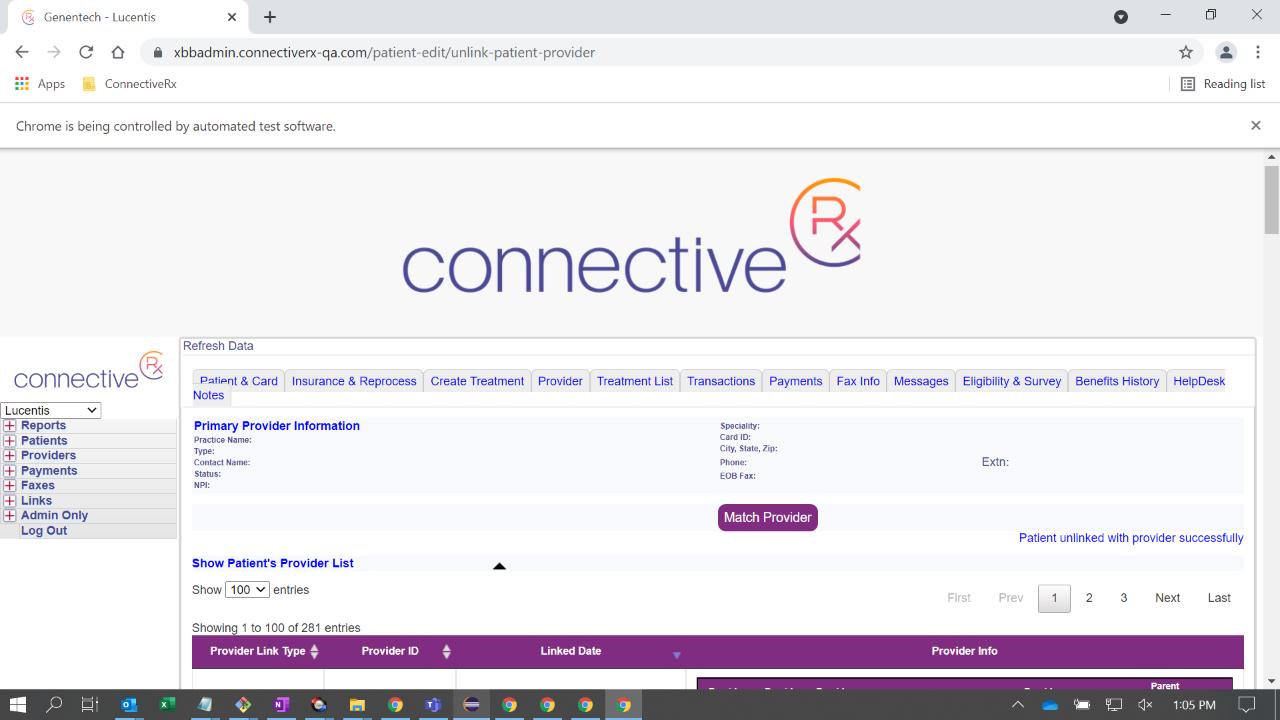 Genentech - Lucentis
xbbadmin.connectiverx-qa.com/patient-edit/unlink-patient-provider
Apps
ConnectiveRx
Reading list
Chrome is being controlled by automated test software.
connective Rx
connective Rx
Lucentis
Reports
Patients
Providers
Payments
Faxes
Links
Admin Only
Log Out
Refresh Data
Patient & Card Insurance & Reprocess Create Treatment Provider Treatment List Transactions Payments Fax Info Messages Eligibility & Survey Benefits History HelpDesk
Notes
Primary Provider Information
Practice Name:
Type:
Contact Name:
Status:
NPI:
Speciality:
Card ID:
City, State, Zip:
Phone:
Extn:
EOB Fax:
Match Provider
Patient unlinked with provider successfully
Show Patient's Provider List
Show 100 entries
First Prev 1 2 3 Next Last
Showing 1 to 100 of 281 entries
Provider Link Type Provider ID Linked Date Provider Info
Parent
1:05 PM